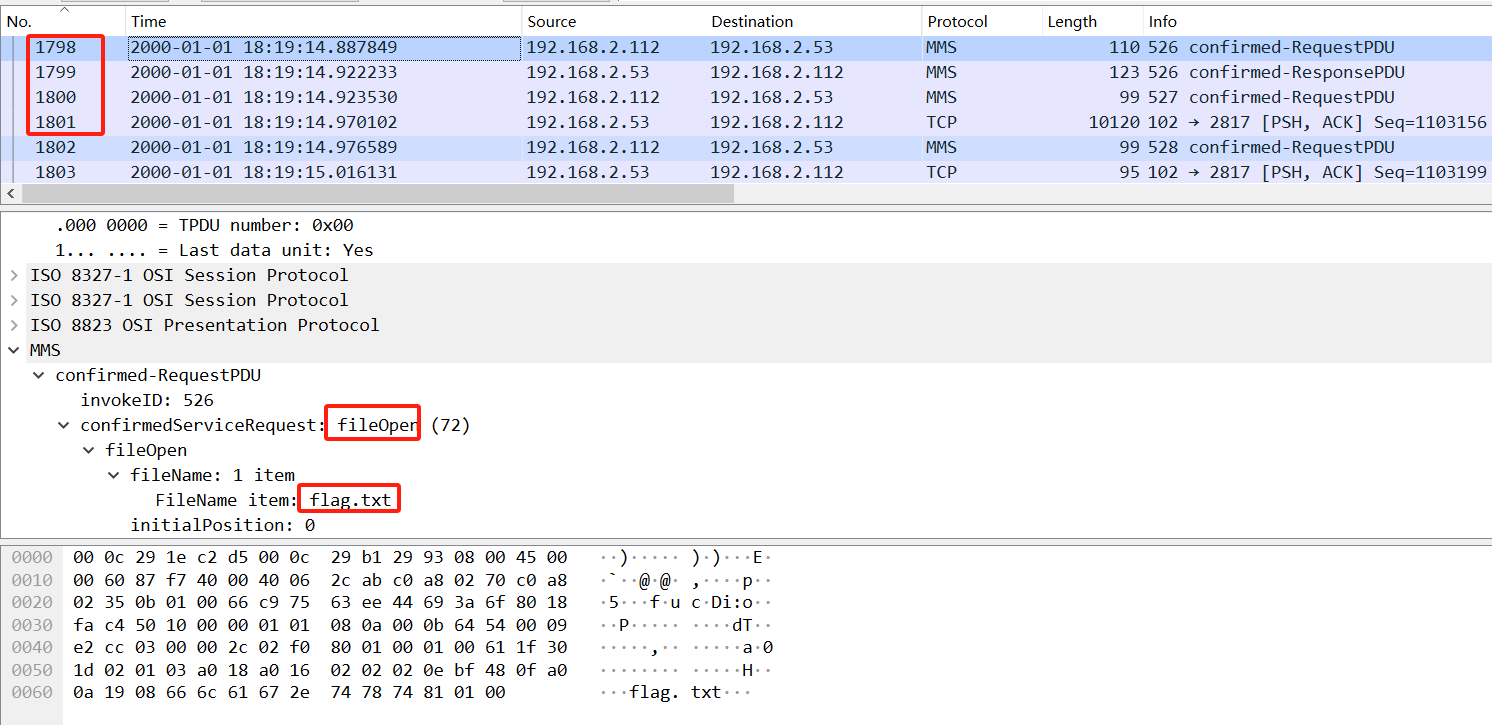 No. Time Source Destination Protocol Length Info
1798 2000-01-01 18:19:14.887849 192.168.2.112 192.168.2.53 MMS 110 526 confirmed-RequestPDU
1799 2000-01-01 18:19:14.922233 192.168.2.53 192.168.2.112 MMS 123 526 confirmed-ResponsePDU
1800 2000-01-01 18:19:14.923530 192.168.2.112 192.168.2.53 MMS 99 527 confirmed-RequestPDU
1801 2000-01-01 18:19:14.970102 192.168.2.53 192.168.2.112 TCP 10120 102 → 2817 [PSH, ACK] Seq=1103156
1802 2000-01-01 18:19:14.976589 192.168.2.112 192.168.2.53 MMS 99 528 confirmed-RequestPDU
1803 2000-01-01 18:19:15.016131 192.168.2.53 192.168.2.112 TCP 95 102 → 2817 [PSH, ACK] Seq=1103199
.000 0000 = TPDU number: 0x00
1... .... = Last data unit: Yes
ISO 8327-1 OSI Session Protocol
ISO 8327-1 OSI Session Protocol
ISO 8823 OSI Presentation Protocol
MMS
confirmed-RequestPDU
invokeID: 526
confirmedServiceRequest: fileOpen (72)
fileOpen
fileName: 1 item
FileName item: flag.txt
initialPosition: 0
0000 00 0c 29 1e c2 d5 00 0c 29 b1 29 93 08 00 45 00 ··)····· )·)···E·
0010 00 60 87 f7 40 00 40 06 2c ab c0 a8 02 70 c0 a8 ·`··@·@· ,····p··
0020 02 35 0b 01 00 66 c9 75 63 ee 44 69 3a 6f 80 18 ·5···f·u c·Di:o··
0030 fa c4 50 10 00 00 01 01 08 0a 00 0b 64 54 00 09 ··P····· ····dT··
0040 e2 cc 03 00 00 2c 02 f0 80 01 00 01 00 61 1f 30 ·····,·· ·····a·0
0050 1d 02 01 03 a0 18 a0 16 02 02 02 0e bf 48 0f a0 ········ ·····H··
0060 0a 19 08 66 6c 61 67 2e 74 78 74 81 01 00 ···flag. txt···